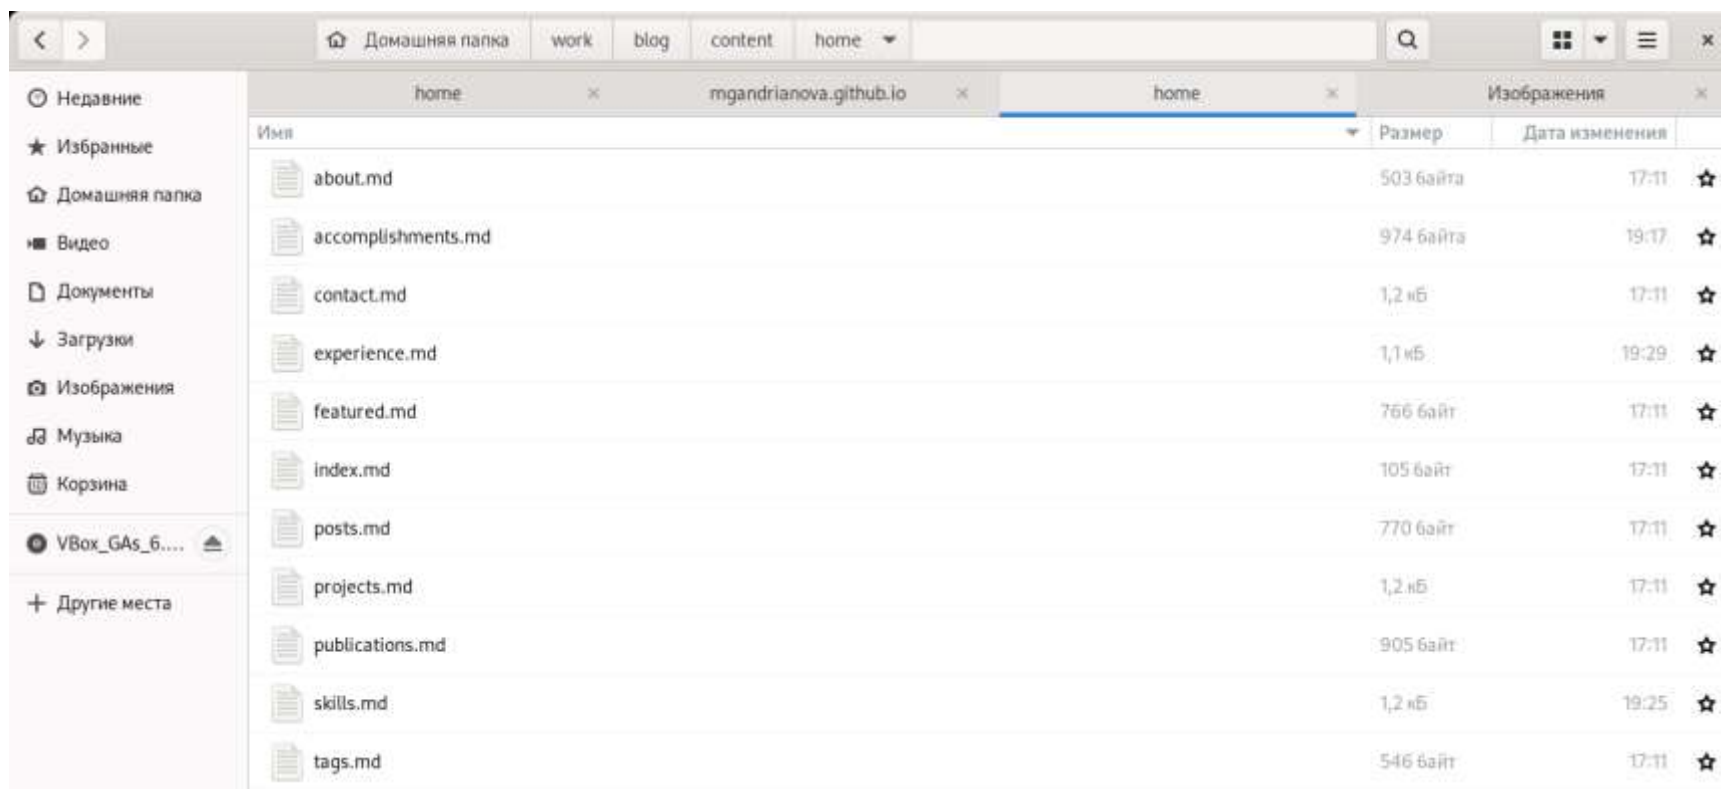 Домашняя папка work blog content home
home mgandrianova.github.io home Изображения
Недавние
Избранные
Домашняя папка
Видео
Документы
Загрузки
Изображения
Музыка
Корзина
VBox_GAs_6....
Другие места
Имя Размер Дата изменения
about.md 503 байта 17:11
accomplishments.md 974 байта 19:17
contact.md 1,2 кБ 17:11
experience.md 1,1 кБ 19:29
featured.md 766 байт 17:11
index.md 105 байт 17:11
posts.md 770 байт 17:11
projects.md 1,2 кБ 17:11
publications.md 905 байт 17:11
skills.md 1,2 кБ 19:25
tags.md 546 байт 17:11